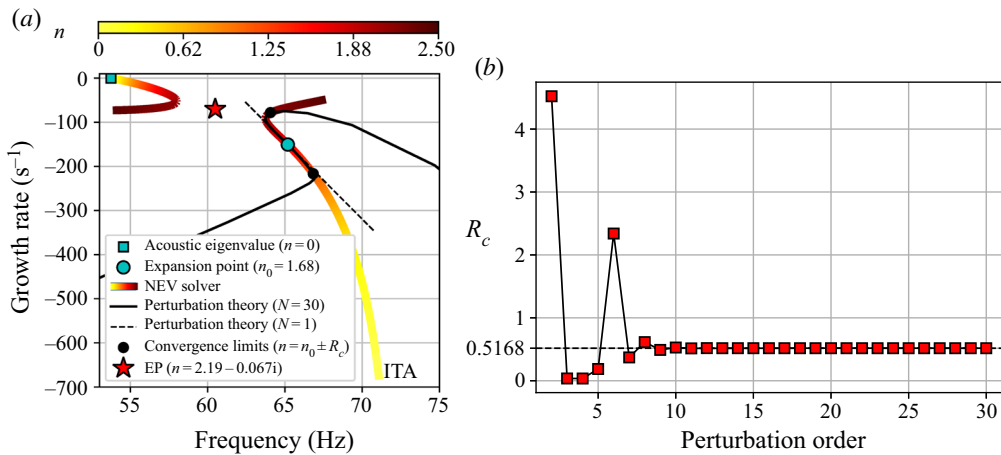 (a)
n
0 0.62 1.25 1.88 2.50
0
−100
−200
−300
−400
−500
−600
−700
Growth rate (s−1)
Acoustic eigenvalue (n=0)
Expansion point (n0=1.68)
NEV solver
Perturbation theory (N=30)
Perturbation theory (N=1)
Convergence limits (n=n0±Rc)
EP (n=2.19−0.067i)
ITA
55 60 65 70 75
Frequency (Hz)
(b)
4
3
2
1
0.5168
0
Rc
5 10 15 20 25 30
Perturbation order